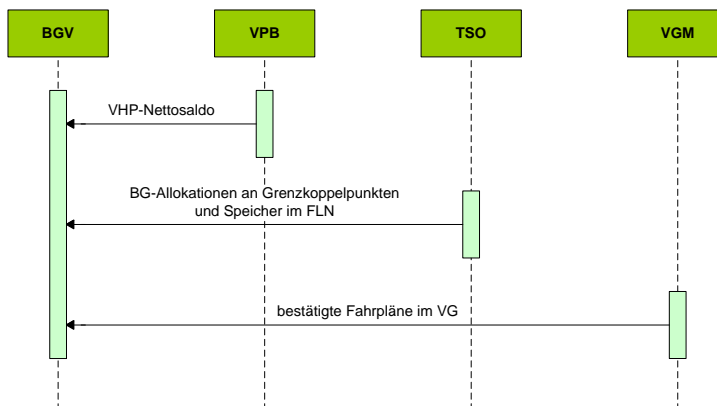 BGV
VPB
TSO
VGM
VHP-Nettosaldo
BG-Allokationen an Grenzkoppelpunkten
und Speicher im FLN
bestätigte Fahrpläne im VG